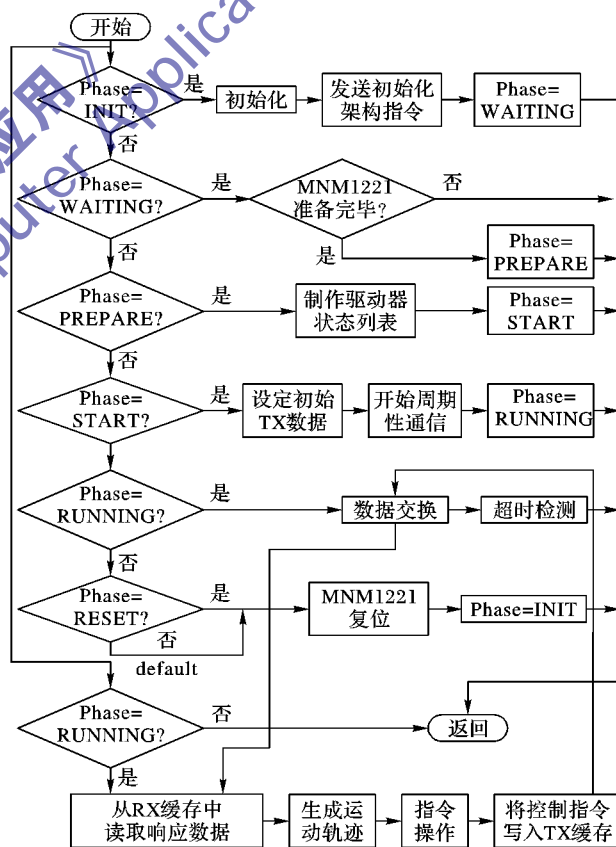 开始
Phase=
INIT?
是
初始化
发送初始化
架构指令
Phase=
WAITING
否
Phase=
WAITING?
是
MNM1221
准备完毕?
否
是
Phase=
PREPARE
否
Phase=
PREPARE?
是
制作驱动器
状态列表
Phase=
START
否
Phase=
START?
是
设定初始
TX数据
开始周期
性通信
Phase=
RUNNING
Phase=
RUNNING?
是
数据交换
超时检测
否
Phase=
RESET?
是
MNM1221
复位
Phase=INIT
否
default
Phase=
RUNNING?
否
返回
是
从RX缓存中
读取响应数据
生成运
动轨迹
指令
操作
将控制指令
写入TX缓存
应用》
puter Applica